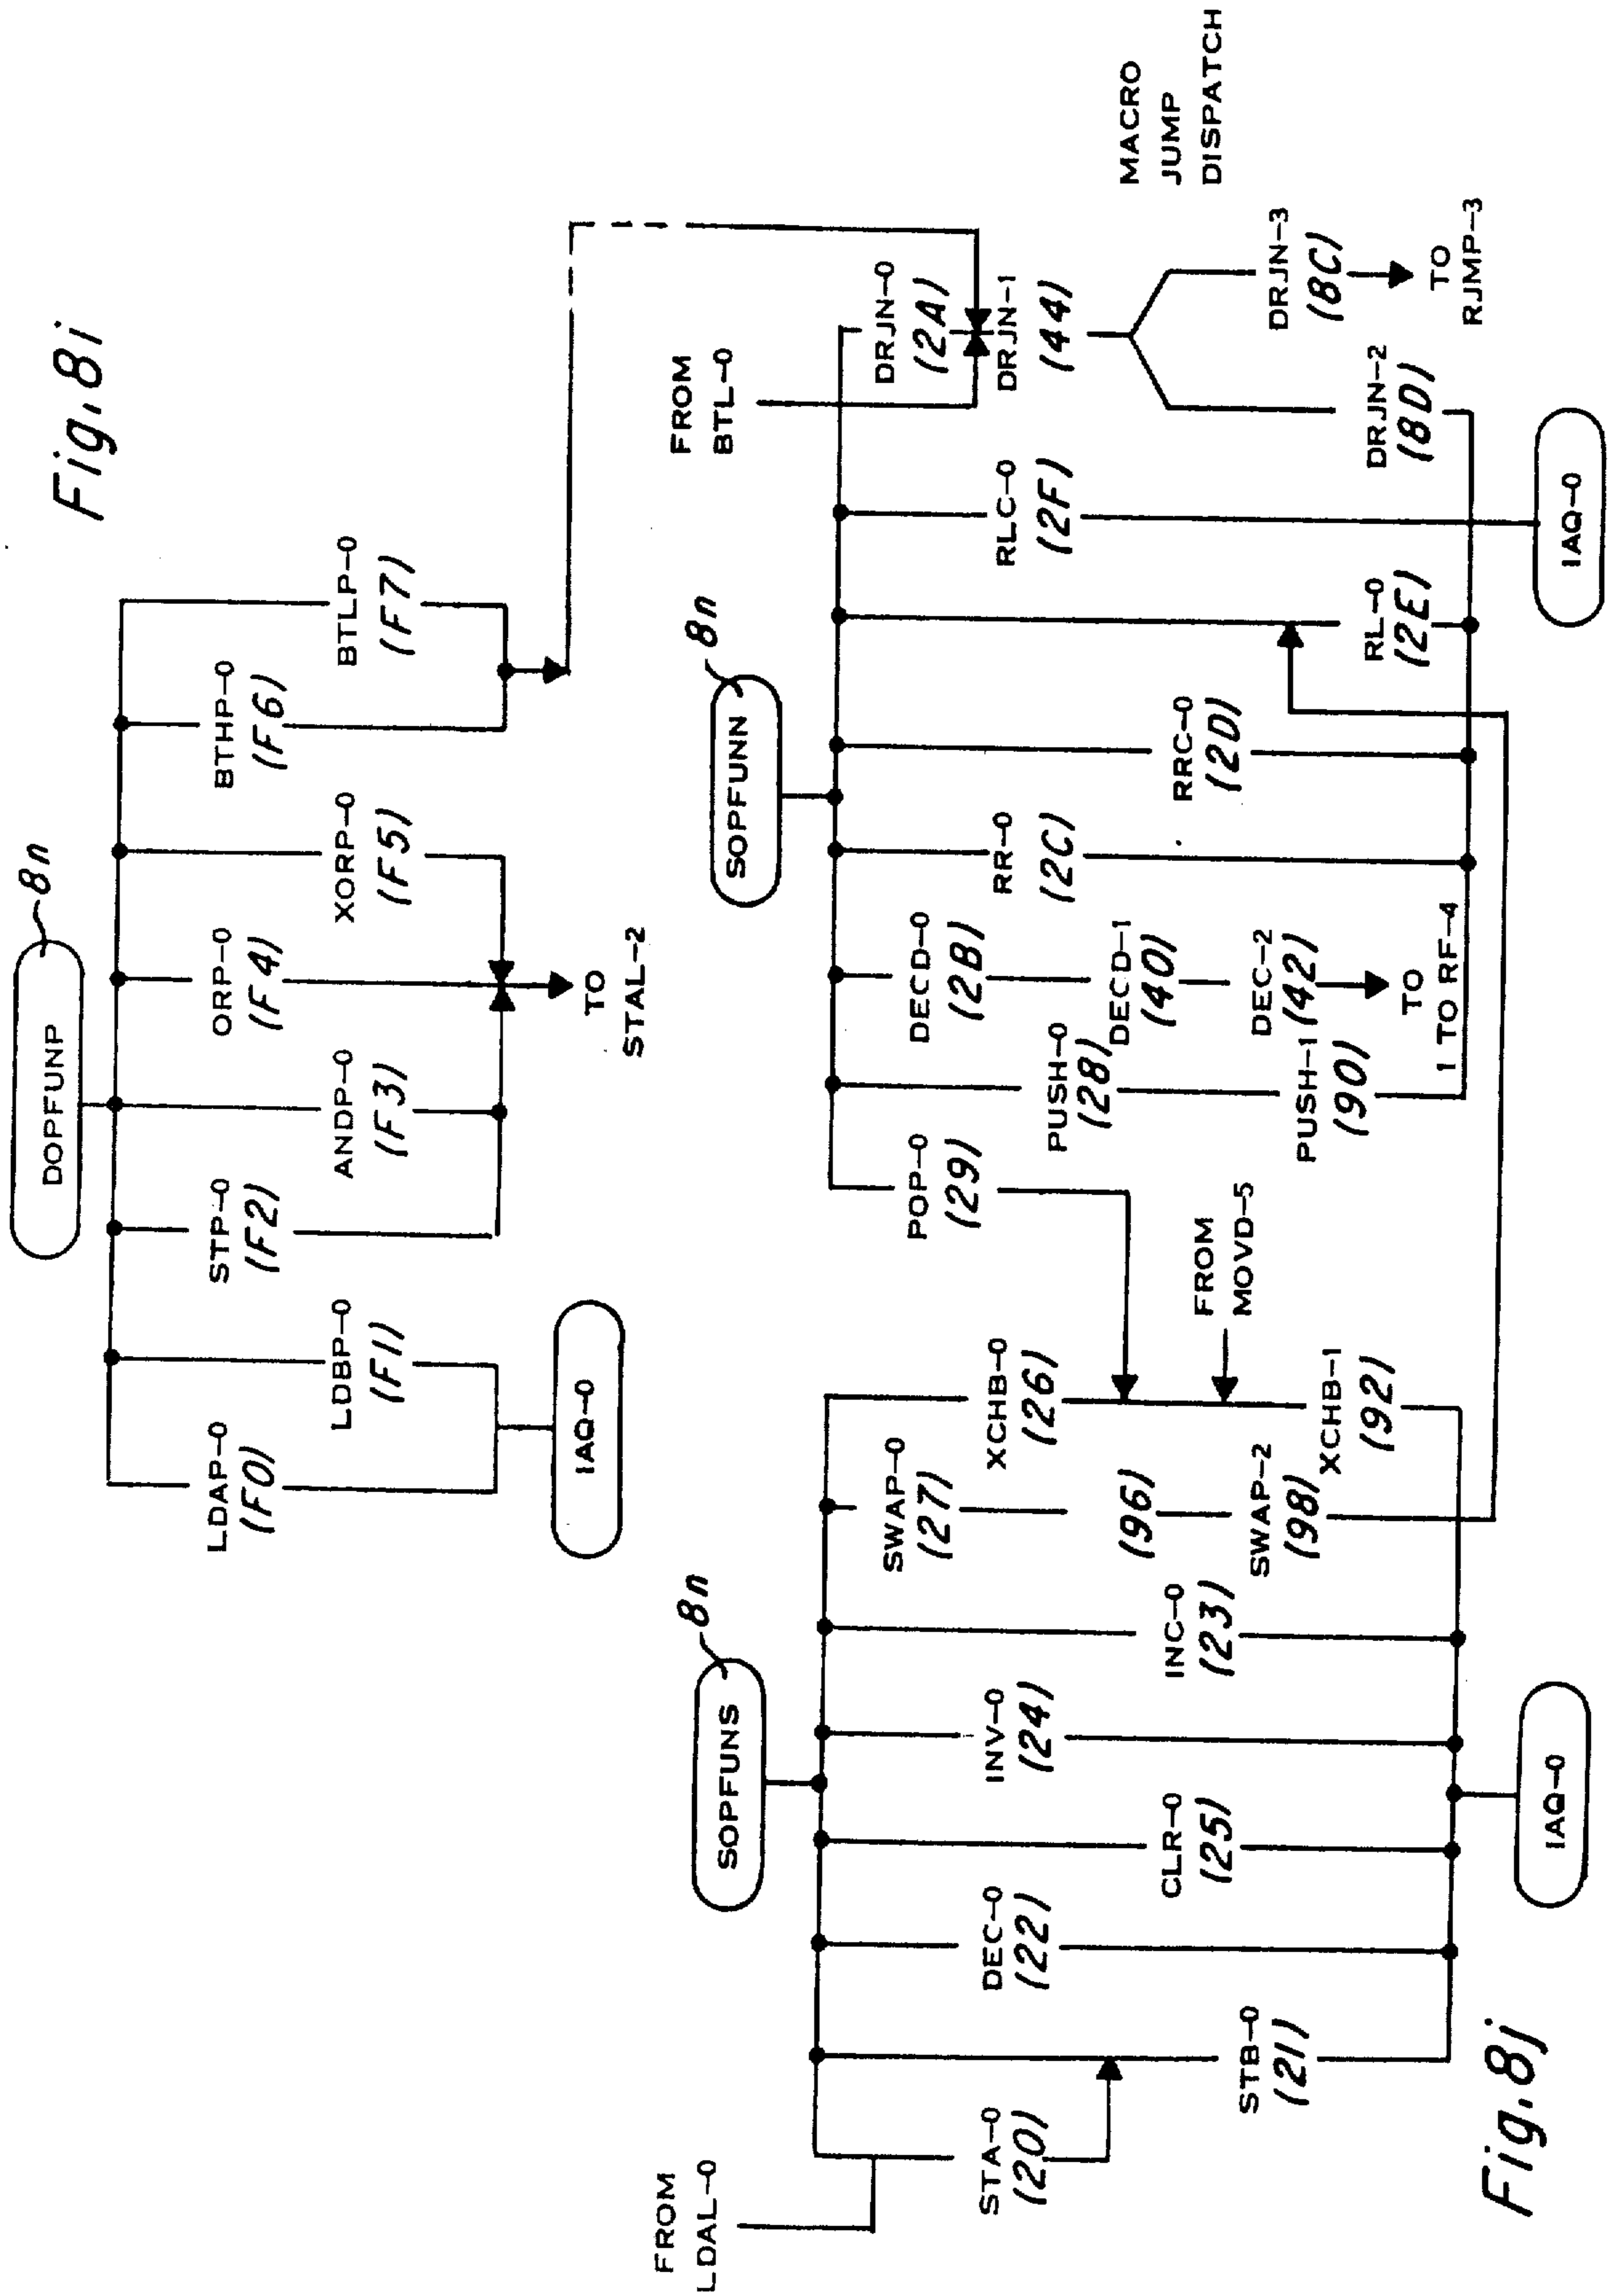 Fig. 8i
DOPFUNP
8n
LDAP-0
(F0)
LDBP-0
(F1)
STP-0
(F2)
ANDP-0
(F3)
ORP-0
(F4)
XORP-0
(F5)
BTHP-0
(F6)
BTLP-0
(F7)
IAQ-0
TO
STAL-2
SOPFUNS
8n
FROM
LDAL-0
STA-0
(20)
STB-0
(21)
DEC-0
(22)
CLR-0
(25)
INV-0
(24)
INC-0
(23)
SWAP-0
(27)
(96)
SWAP-2
(98)
XCHB-0
(26)
FROM
MOVD-5
XCHB-1
(92)
IAQ-0
SOPFUNN
8n
POP-0
(29)
PUSH-0
(28)
PUSH-1
(90)
DECD-0
(2B)
DECD-1
(40)
DEC-2
(42)
TO
1 TO RF-4
RR-0
(2C)
RRC-0
(2D)
RL-0
(2E)
RLC-0
(2F)
FROM
BTL-0
DRJN-0
(2A)
DRJN-1
(44)
DRJN-2
(8D)
DRJN-3
(8C)
TO
RJMP-3
MACRO
JUMP
DISPATCH
IAQ-0
Fig. 8j